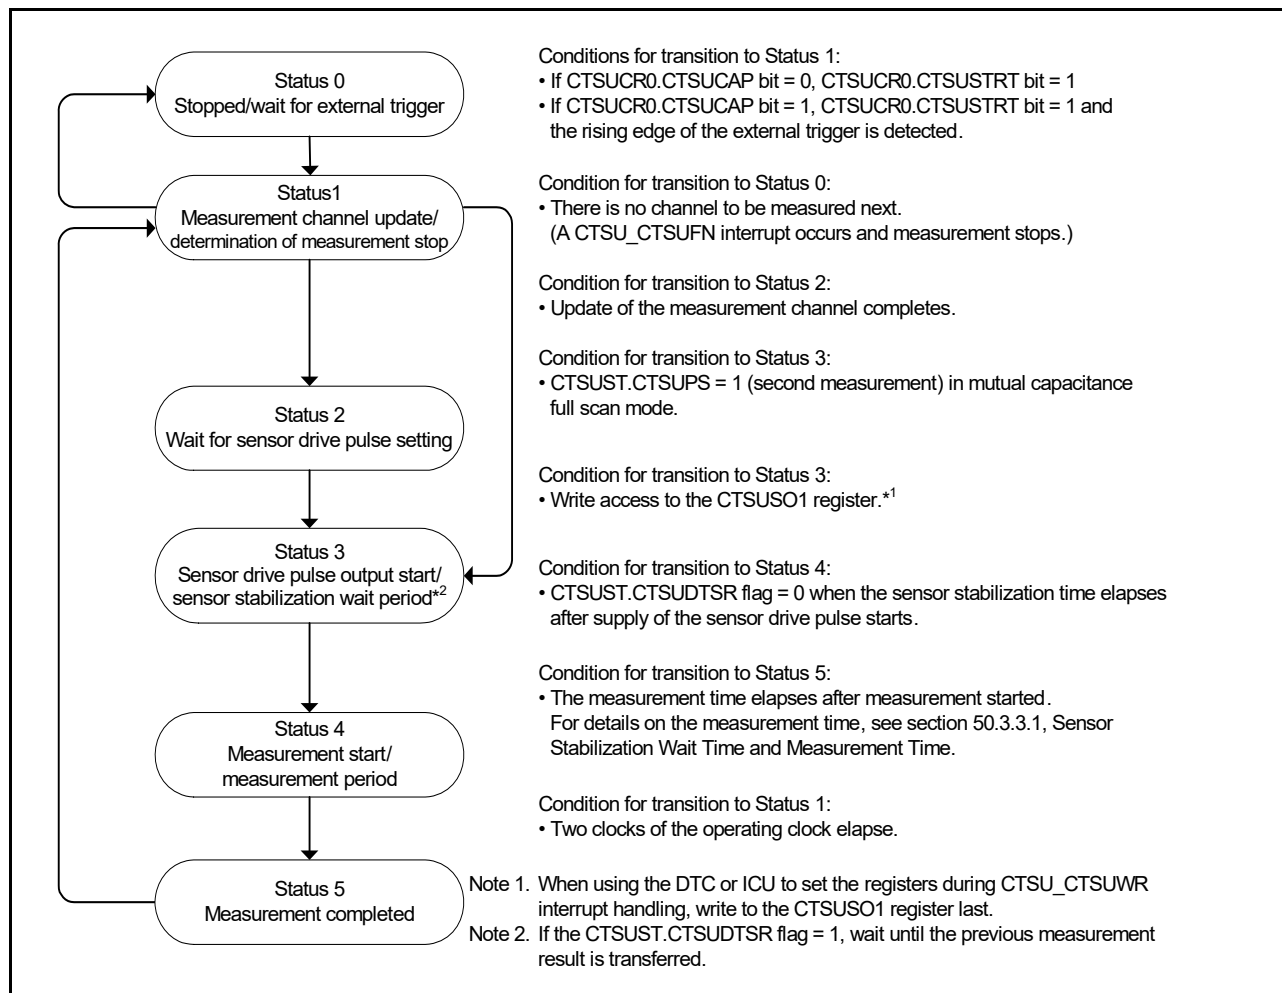 Status 0
Stopped/wait for external trigger
Status1
Measurement channel update/
determination of measurement stop
Status 2
Wait for sensor drive pulse setting
Status 3
Sensor drive pulse output start/
sensor stabilization wait period*2
Status 4
Measurement start/
measurement period
Status 5
Measurement completed
Conditions for transition to Status 1:
• If CTSUCR0.CTSUCAP bit = 0, CTSUCR0.CTSUSTRT bit = 1
• If CTSUCR0.CTSUCAP bit = 1, CTSUCR0.CTSUSTRT bit = 1 and
the rising edge of the external trigger is detected.
Condition for transition to Status 0:
• There is no channel to be measured next.
(A CTSU_CTSUFN interrupt occurs and measurement stops.)
Condition for transition to Status 2:
• Update of the measurement channel completes.
Condition for transition to Status 3:
• CTSUST.CTSUPS = 1 (second measurement) in mutual capacitance
full scan mode.
Condition for transition to Status 3:
• Write access to the CTSUSO1 register.*1
Condition for transition to Status 4:
• CTSUST.CTSUDTSR flag = 0 when the sensor stabilization time elapses
after supply of the sensor drive pulse starts.
Condition for transition to Status 5:
• The measurement time elapses after measurement started.
For details on the measurement time, see section 50.3.3.1, Sensor
Stabilization Wait Time and Measurement Time.
Condition for transition to Status 1:
• Two clocks of the operating clock elapse.
Note 1. When using the DTC or ICU to set the registers during CTSU_CTSUWR
interrupt handling, write to the CTSUSO1 register last.
Note 2. If the CTSUST.CTSUDTSR flag = 1, wait until the previous measurement
result is transferred.